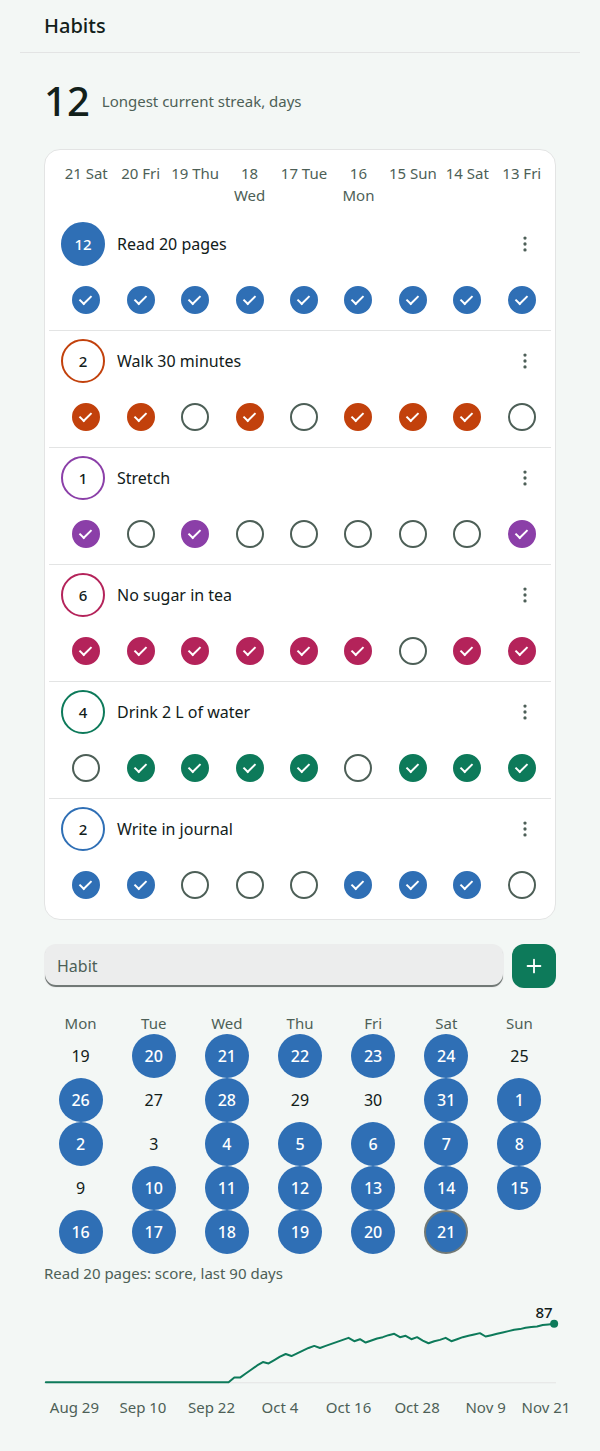 Habits
12 Longest current streak, days
21 Sat 20 Fri 19 Thu 18 Wed 17 Tue 16 Mon 15 Sun 14 Sat 13 Fri
12 Read 20 pages
2 Walk 30 minutes
1 Stretch
6 No sugar in tea
4 Drink 2 L of water
2 Write in journal
Habit
Mon Tue Wed Thu Fri Sat Sun
19 20 21 22 23 24 25
26 27 28 29 30 31 1
2 3 4 5 6 7 8
9 10 11 12 13 14 15
16 17 18 19 20 21
Read 20 pages: score, last 90 days
87
Aug 29 Sep 10 Sep 22 Oct 4 Oct 16 Oct 28 Nov 9 Nov 21